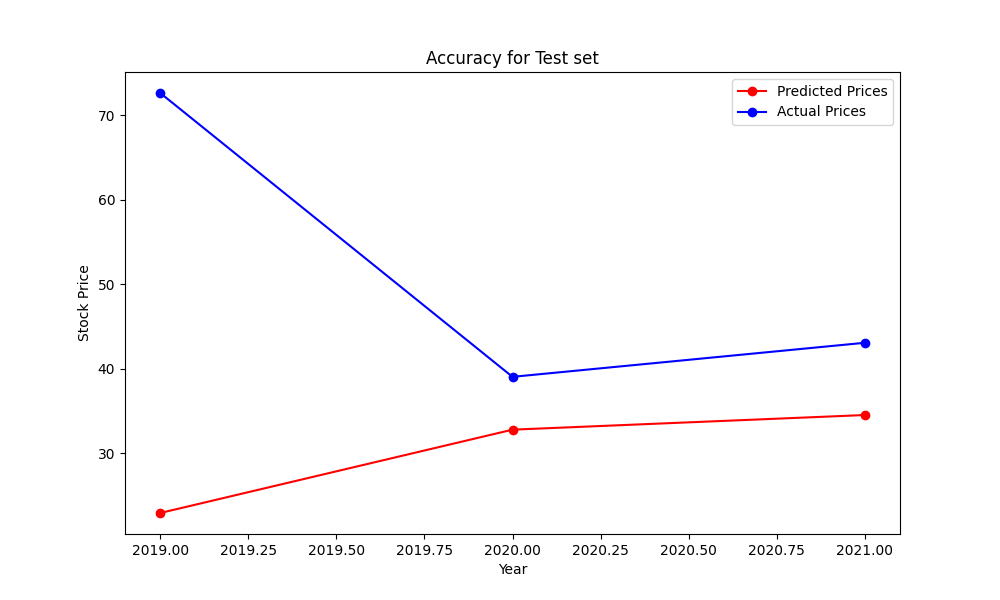 Accuracy for Test set
Predicted Prices
Actual Prices
Stock Price
70
60
50
40
30
2019.00 2019.25 2019.50 2019.75 2020.00 2020.25 2020.50 2020.75 2021.00
Year